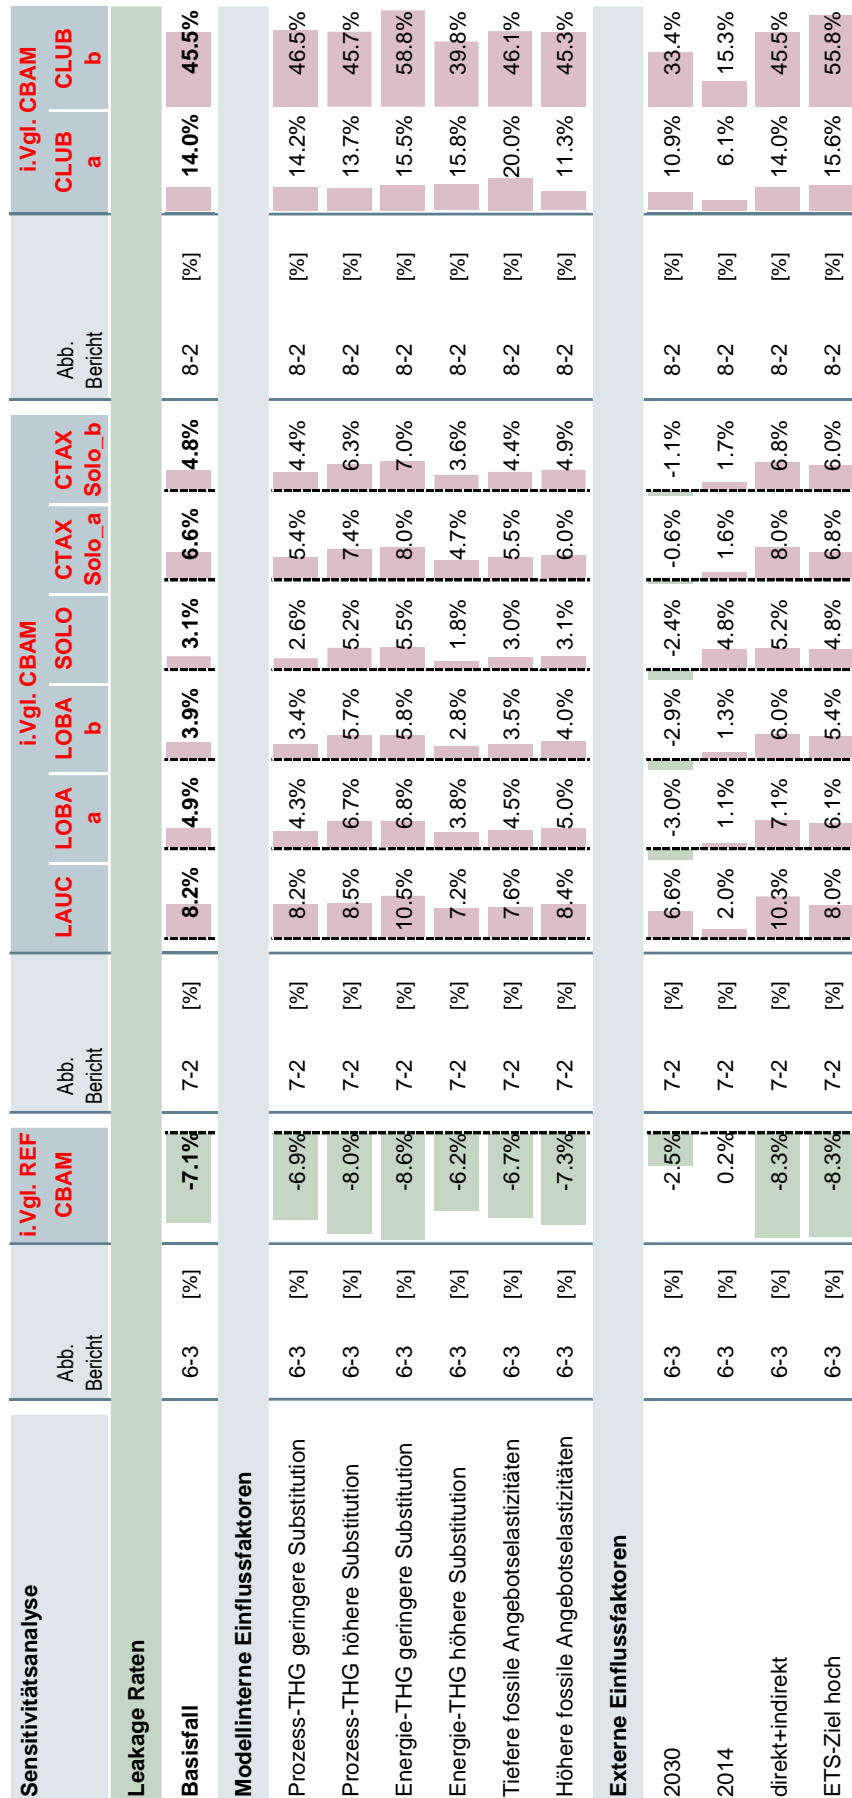 Sensitivitätsanalyse Abb. Bericht i.Vgl. REF CBAM Abb. Bericht i.Vgl. CBAM Abb. Bericht i.Vgl. CBAM
LAUC LOBA a LOBA b SOLO CTAX Solo_a CTAX Solo_b CLUB a CLUB b
Leakage Raten
Basisfall 6-3 [%] -7.1% 7-2 [%] 8.2% 4.9% 3.9% 3.1% 6.6% 4.8% 8-2 [%] 14.0% 45.5%
Modellinterne Einflussfaktoren
Prozess-THG geringere Substitution 6-3 [%] -6.9% 7-2 [%] 8.2% 4.3% 3.4% 2.6% 5.4% 4.4% 8-2 [%] 14.2% 46.5%
Prozess-THG höhere Substitution 6-3 [%] -8.0% 7-2 [%] 8.5% 6.7% 5.7% 5.2% 7.4% 6.3% 8-2 [%] 13.7% 45.7%
Energie-THG geringere Substitution 6-3 [%] -8.6% 7-2 [%] 10.5% 6.8% 5.8% 5.5% 8.0% 7.0% 8-2 [%] 15.5% 58.8%
Energie-THG höhere Substitution 6-3 [%] -6.2% 7-2 [%] 7.2% 3.8% 2.8% 1.8% 4.7% 3.6% 8-2 [%] 15.8% 39.8%
Tiefere fossile Angebotselastizitäten 6-3 [%] -6.7% 7-2 [%] 7.6% 4.5% 3.5% 3.0% 5.5% 4.4% 8-2 [%] 20.0% 46.1%
Höhere fossile Angebotselastizitäten 6-3 [%] -7.3% 7-2 [%] 8.4% 5.0% 4.0% 3.1% 6.0% 4.9% 8-2 [%] 11.3% 45.3%
Externe Einflussfaktoren
2030 6-3 [%] -2.5% 7-2 [%] 6.6% -3.0% -2.9% -2.4% -0.6% -1.1% 8-2 [%] 10.9% 33.4%
2014 6-3 [%] 0.2% 7-2 [%] 2.0% 1.1% 1.3% 4.8% 1.6% 1.7% 8-2 [%] 6.1% 15.3%
direkt+indirekt 6-3 [%] -8.3% 7-2 [%] 10.3% 7.1% 6.0% 5.2% 8.0% 6.8% 8-2 [%] 14.0% 45.5%
ETS-Ziel hoch 6-3 [%] -8.3% 7-2 [%] 8.0% 6.1% 5.4% 4.8% 6.8% 6.0% 8-2 [%] 15.6% 55.8%